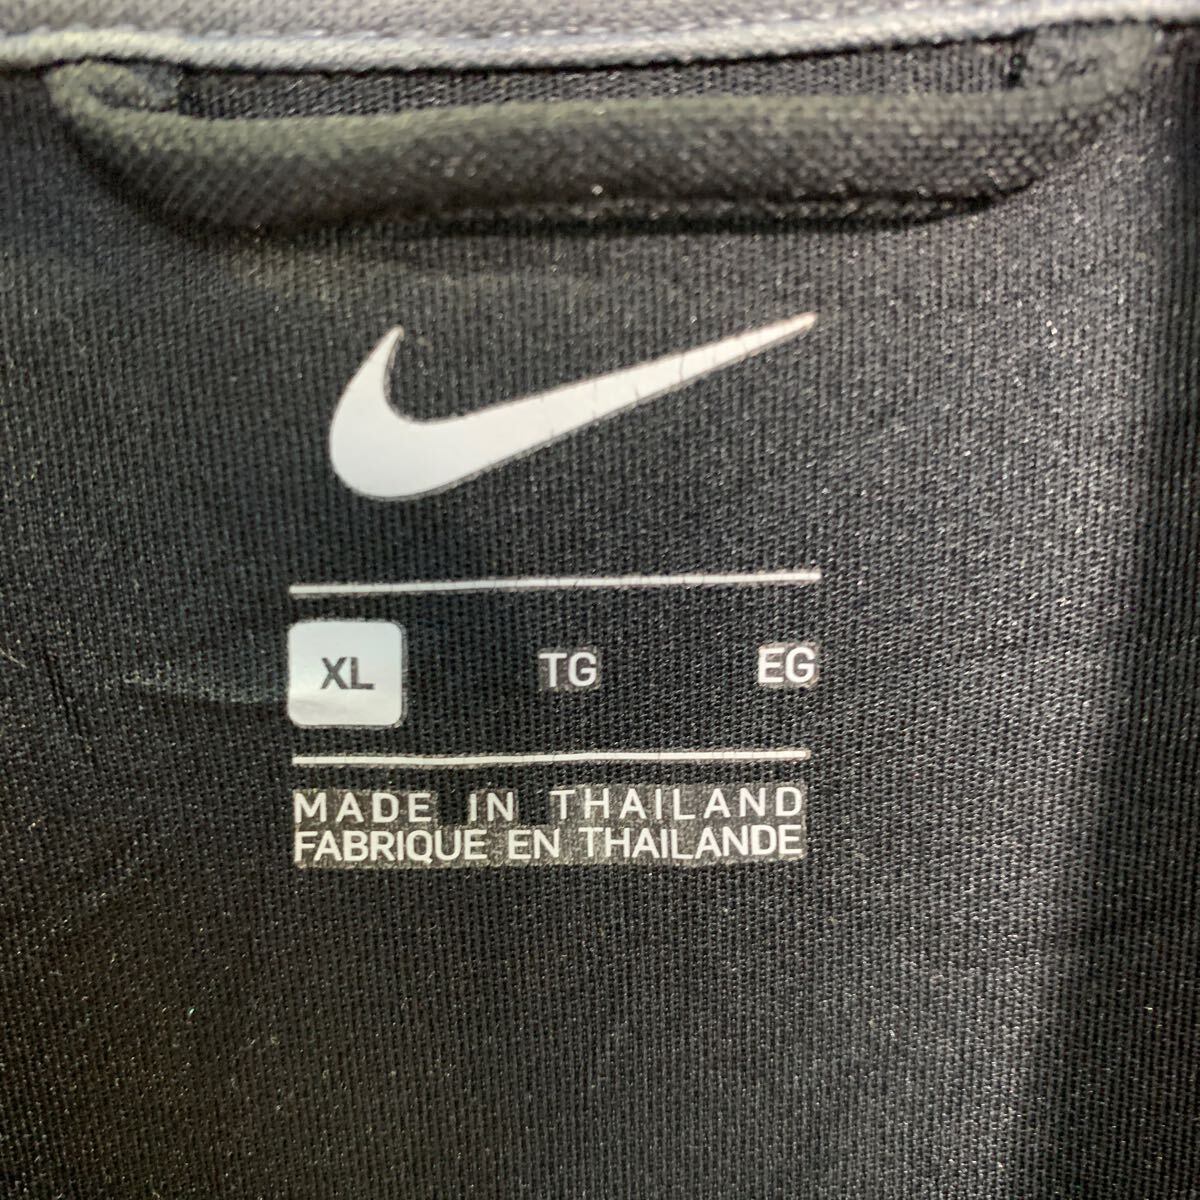 XL TG EG
MADE IN THAILAND
FABRIQUE EN THAILANDE